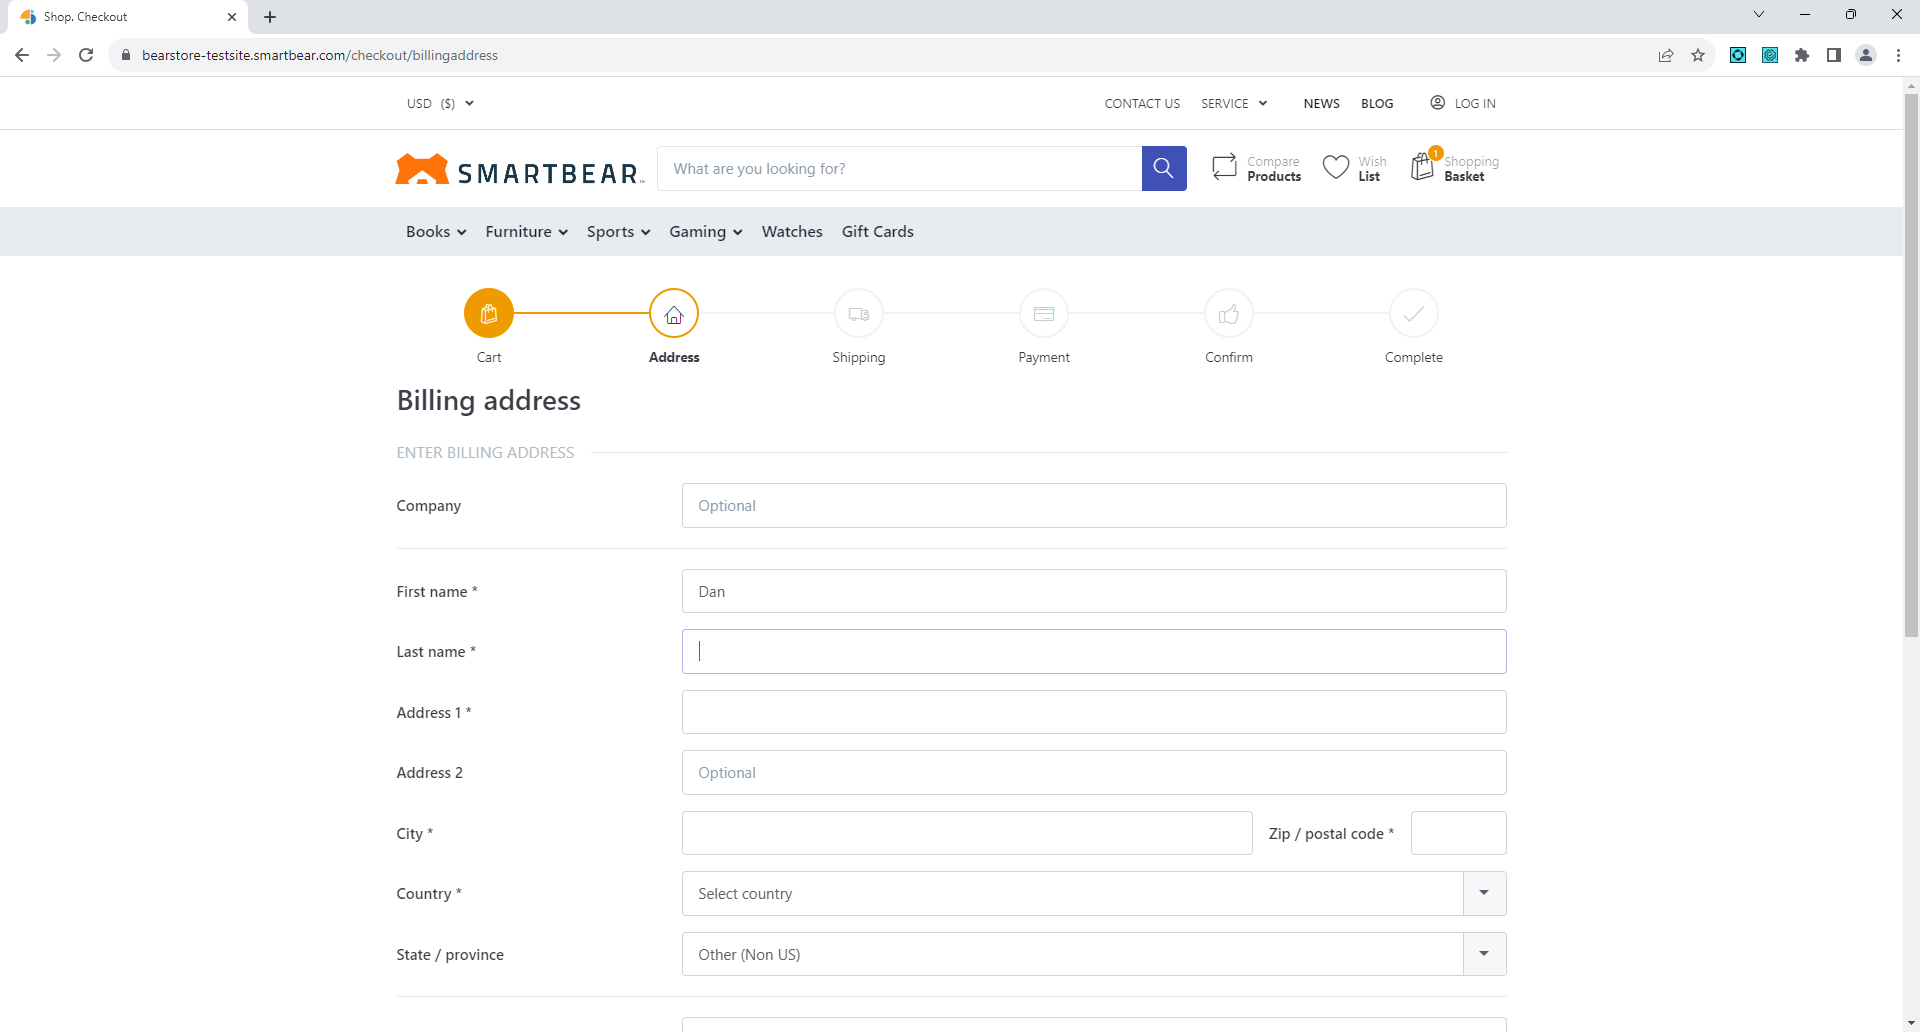 Shop. Checkout
bearstore-testsite.smartbear.com/checkout/billingaddress
USD ($)
CONTACT US SERVICE NEWS BLOG LOG IN
SMARTBEAR
What are you looking for?
Compare Products
Wish List
1
Shopping Basket
Books Furniture Sports Gaming Watches Gift Cards
Cart Address Shipping Payment Confirm Complete
Billing address
ENTER BILLING ADDRESS
Company Optional
First name * Dan
Last name *
Address 1 *
Address 2 Optional
City * Zip / postal code *
Country * Select country
State / province Other (Non US)